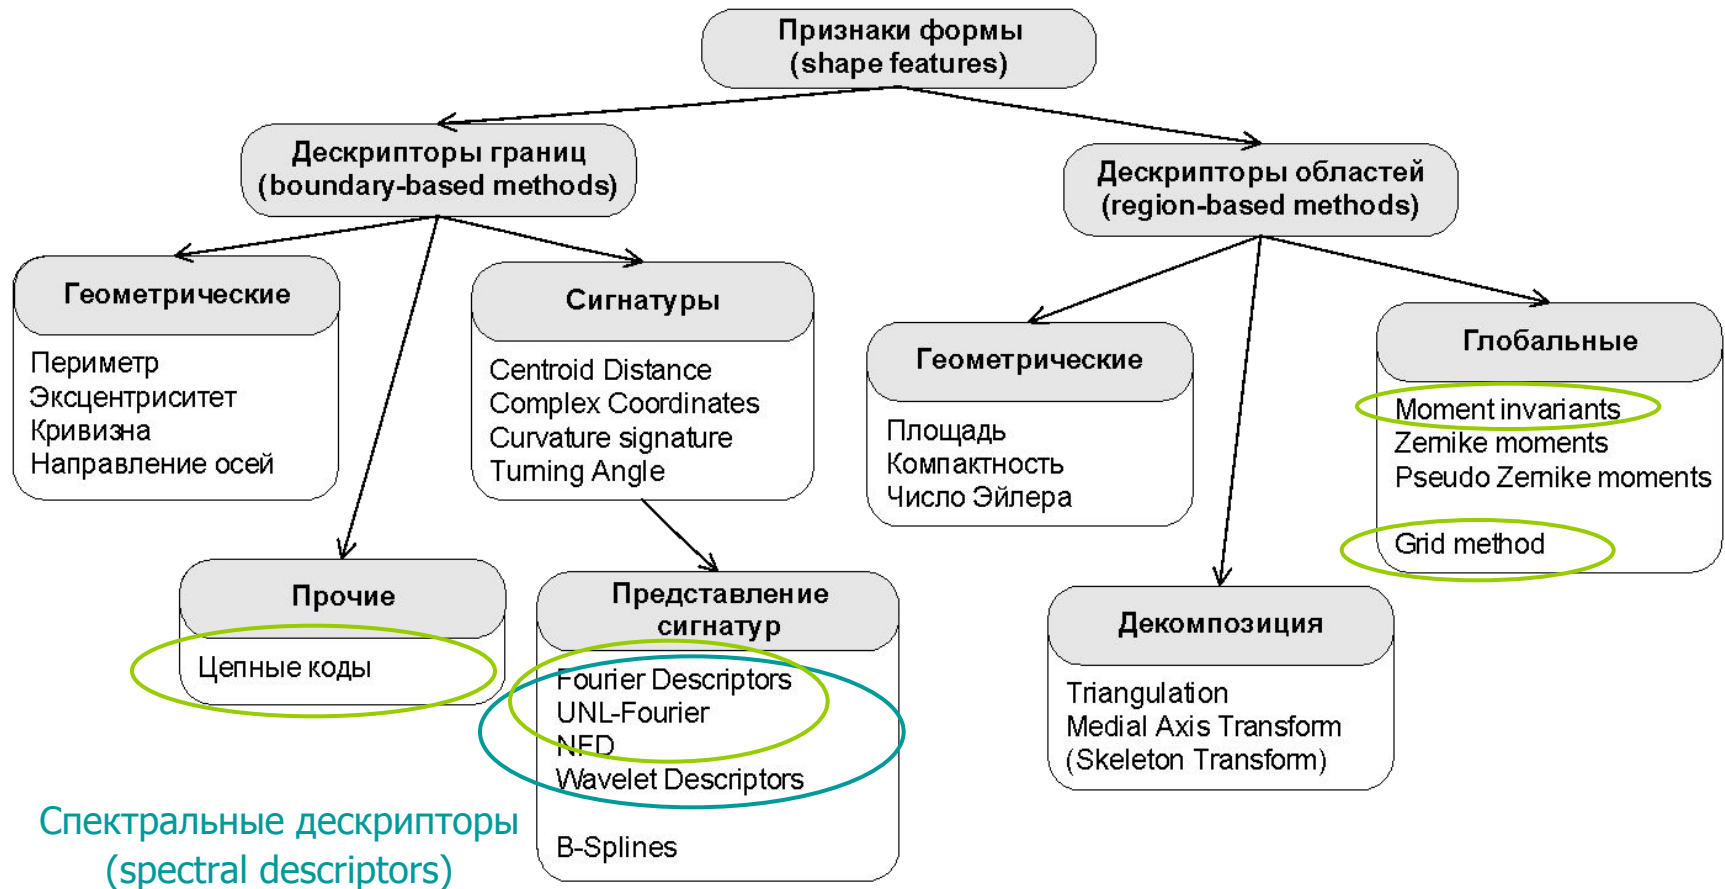 Признаки формы
(shape features)
Дескрипторы границ
(boundary-based methods)
Дескрипторы областей
(region-based methods)
Геометрические
Периметр
Эксцентриситет
Кривизна
Направление осей
Сигнатуры
Centroid Distance
Complex Coordinates
Curvature signature
Turning Angle
Геометрические
Площадь
Компактность
Число Эйлера
Глобальные
Moment invariants
Zernike moments
Pseudo Zernike moments
Grid method
Прочие
Цепные коды
Представление
сигнатур
Fourier Descriptors
UNL-Fourier
NFD
Wavelet Descriptors
B-Splines
Декомпозиция
Triangulation
Medial Axis Transform
(Skeleton Transform)
Спектральные дескрипторы
(spectral descriptors)